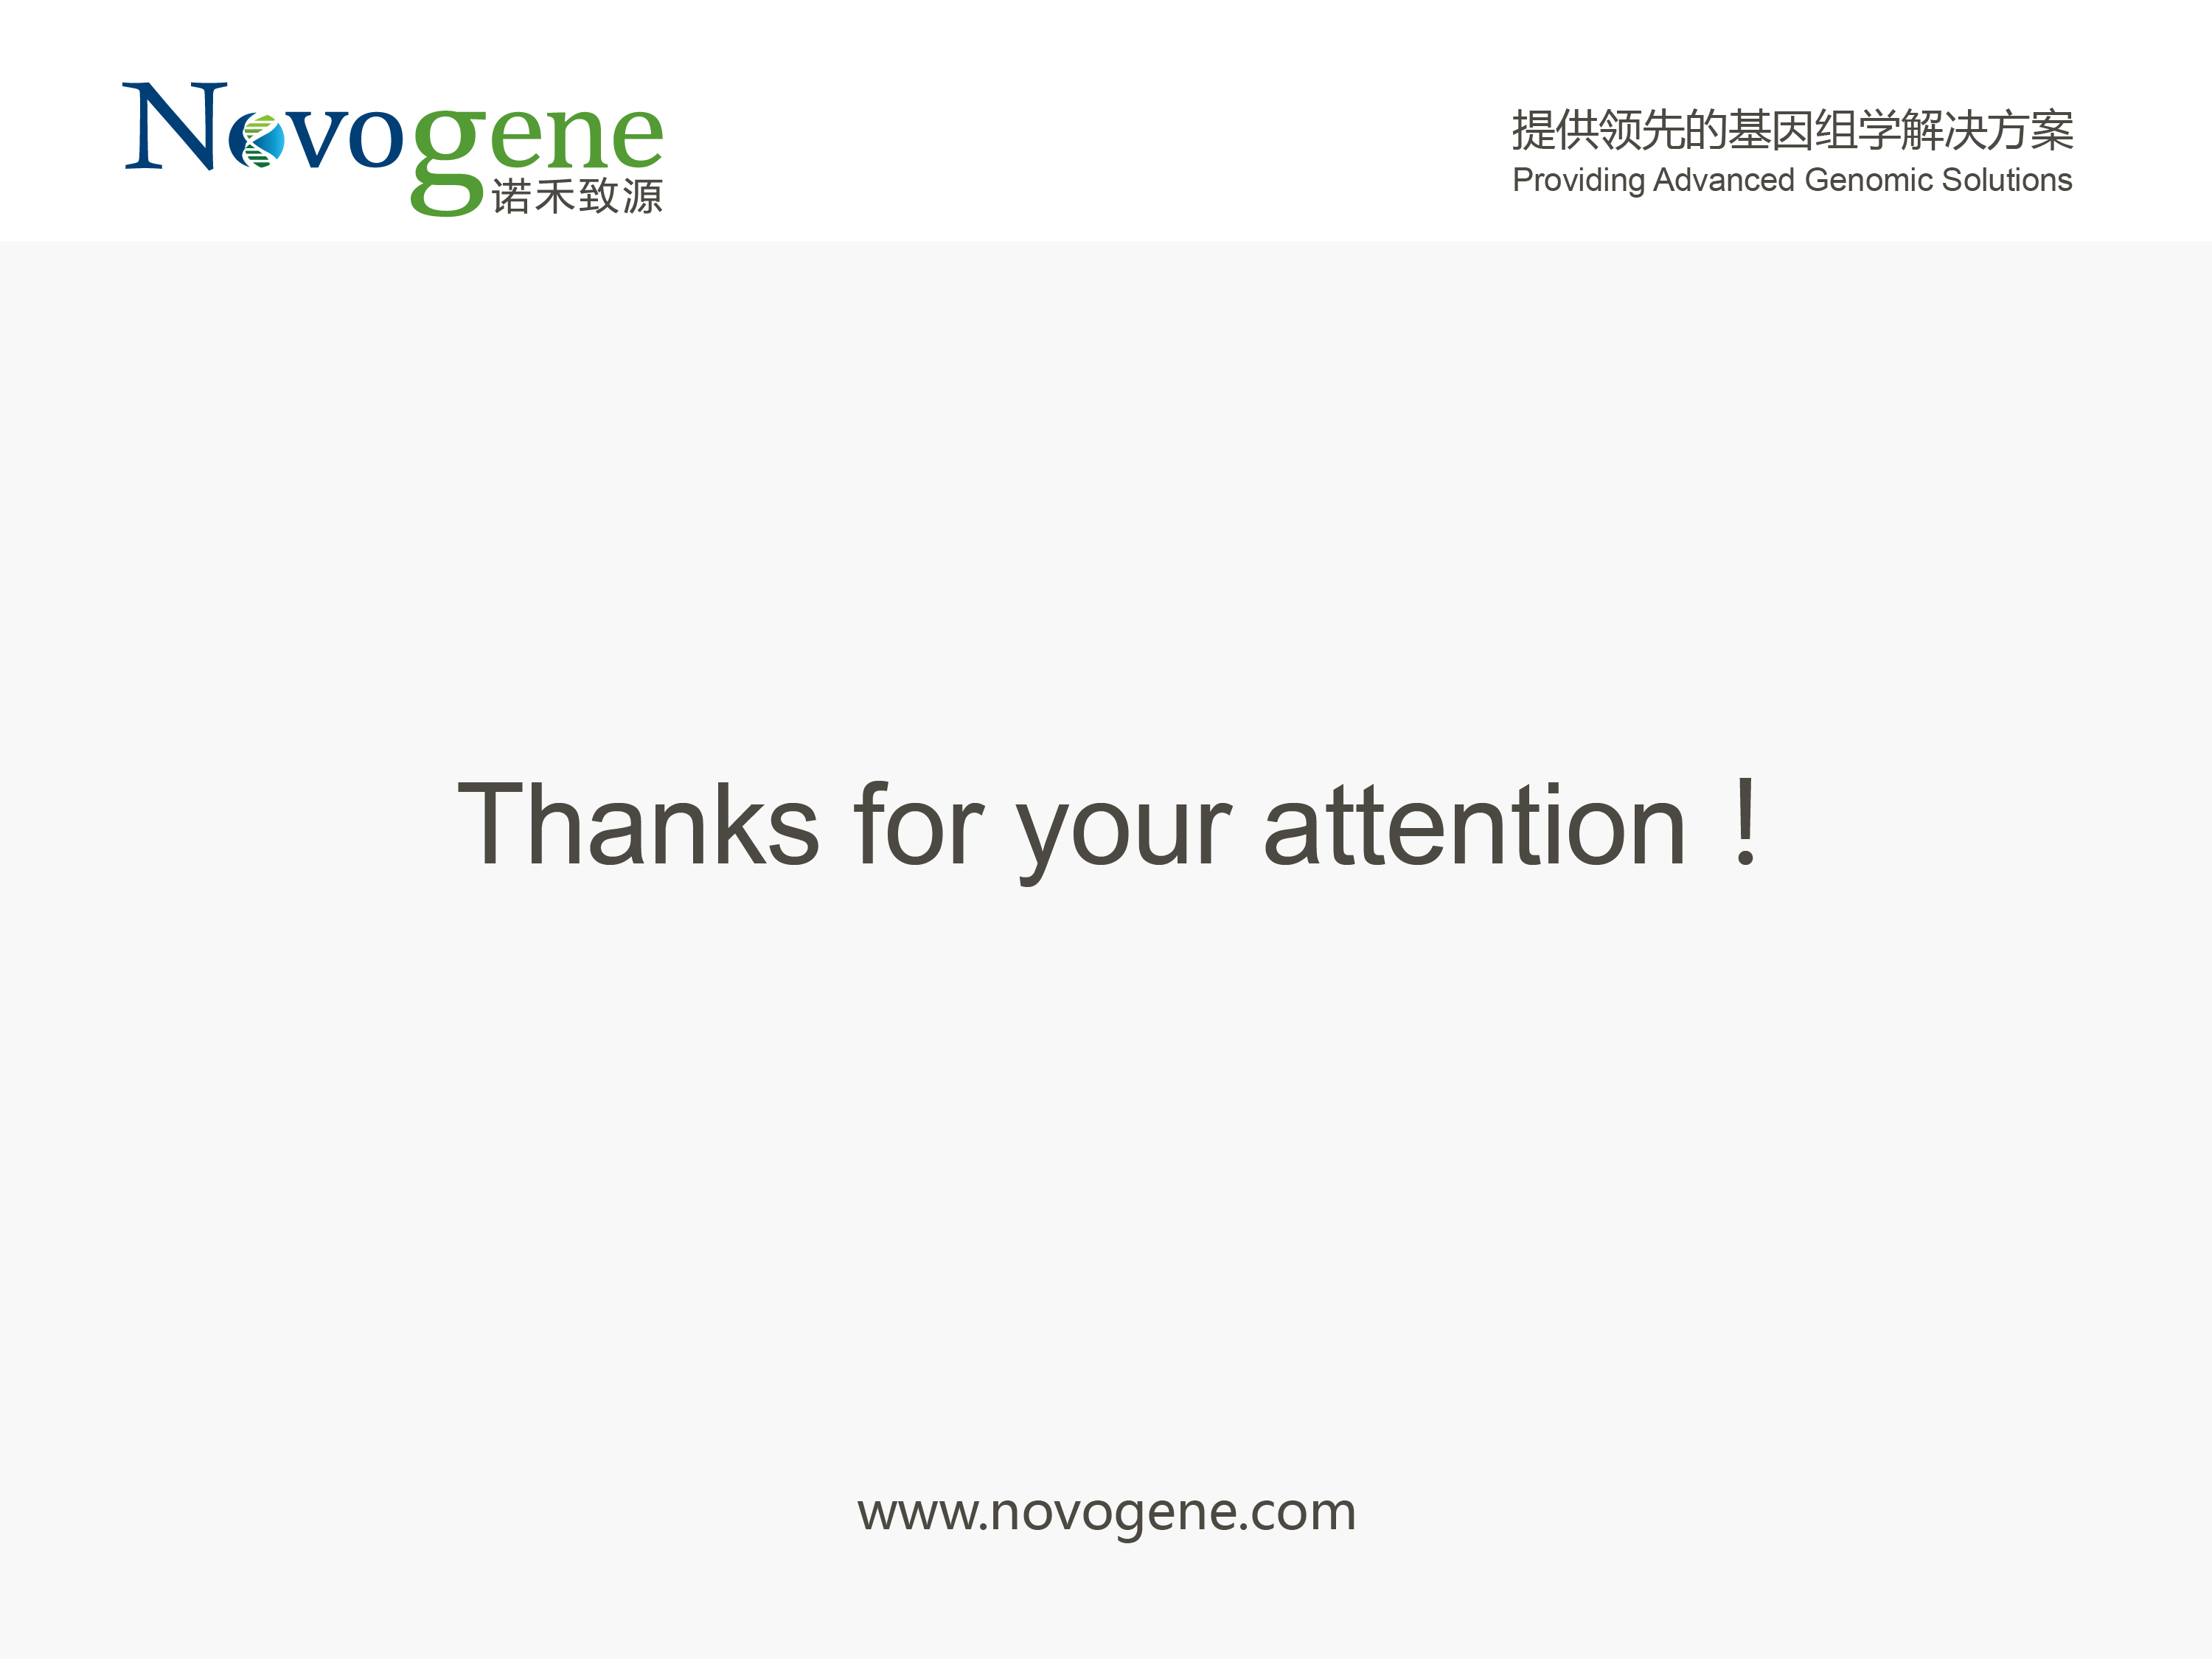 Novogene
诺禾致源
提供领先的基因组学解决方案
Providing Advanced Genomic Solutions
Thanks for your attention！
www.novogene.com